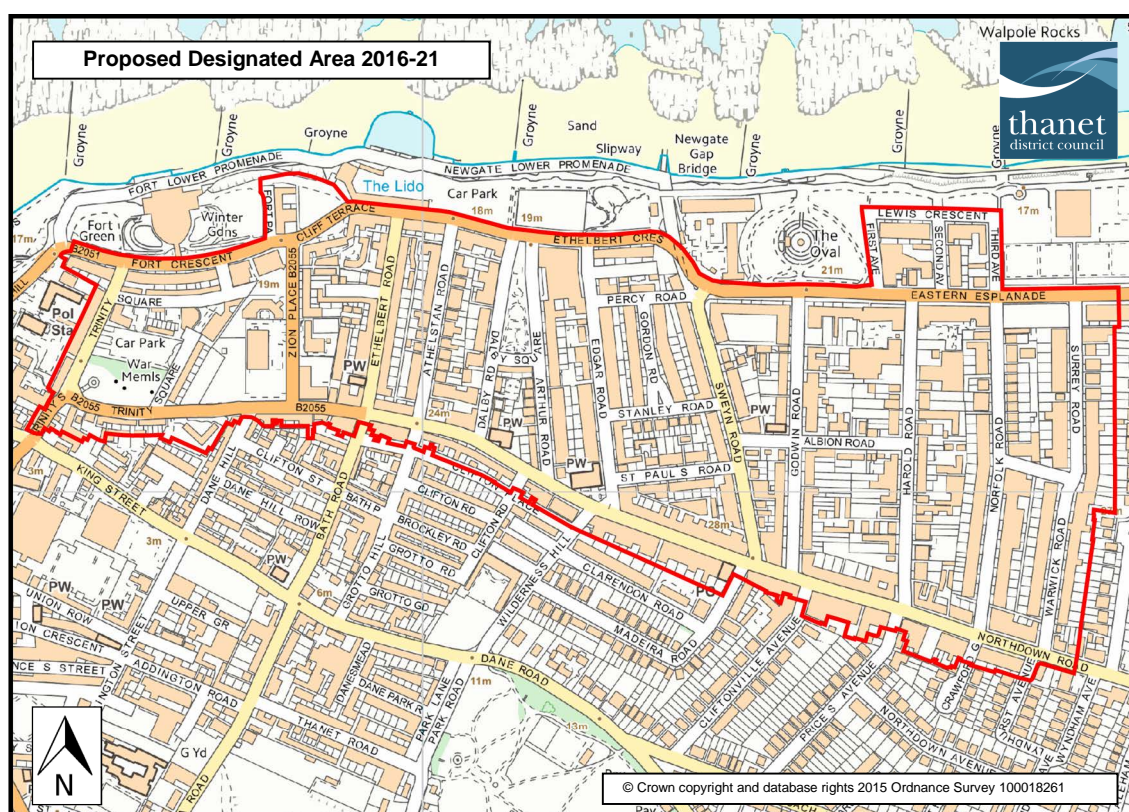 Proposed Designated Area 2016-21
Walpole Rocks
thanet
district council
Groyne
Groyne
Groyne
Groyne
Groyne
Sand
Slipway
Newgate
Gap
Bridge
FORT LOWER PROMENADE
NEWGATE LOWER PROMENADE
The Lido
Car Park
18m
19m
Fort
Green
Winter
Gdns
17m
B2051
FORT CRESCENT
CLIFF TERRACE
ETHELBERT CRES
The
Oval
21m
LEWIS CRESCENT
FIRST AVE
SECOND AV
THIRD AVE
17m
EASTERN ESPLANADE
HILL
SQUARE
19m
ZION PLACE B2055
ETHELBERT ROAD
ATHELSTAN ROAD
DALBY RD
DALBY SQUARE
ARTHUR ROAD
EDGAR ROAD
PERCY ROAD
GORDON RD
STANLEY ROAD
ST PAUL S ROAD
SWEYN ROAD
GODWIN ROAD
ALBION ROAD
HAROLD ROAD
NORFOLK ROAD
SURREY ROAD
WARWICK ROAD
Pol
Sta
TRINITY
Car Park
War
Memls
SQUARE
PW
PW
PW
PW
B2055
TRINITY
B2055
24m
28m
3m
KING STREET
3m
DANE HILL
CLIFTON ST
DANE HILL ROW
BATH P
BATH ROAD
CLIFTON RD
BROCKLEY RD
GROTTO RD
GROTTO GD
GROTTO HILL
CLIFTON RD
WILDERNESS HILL
CLARENDON ROAD
MADEIRA ROAD
PO
CLIFTONVILLE AVENUE
PRICE S AVENUE
NORTHDOWN AVENUE
NORTHDOWN ROAD
WYNDHAM AVE
PW
PW
PW
6m
UNION ROW
UPPER GR
ADDINGTON ROAD
DANESMEAD
DANE PARK R
THANET ROAD
PARK LANE
PARK ROAD
11m
DANE ROAD
13m
G Yd
ROAD
N
© Crown copyright and database rights 2015 Ordnance Survey 100018261